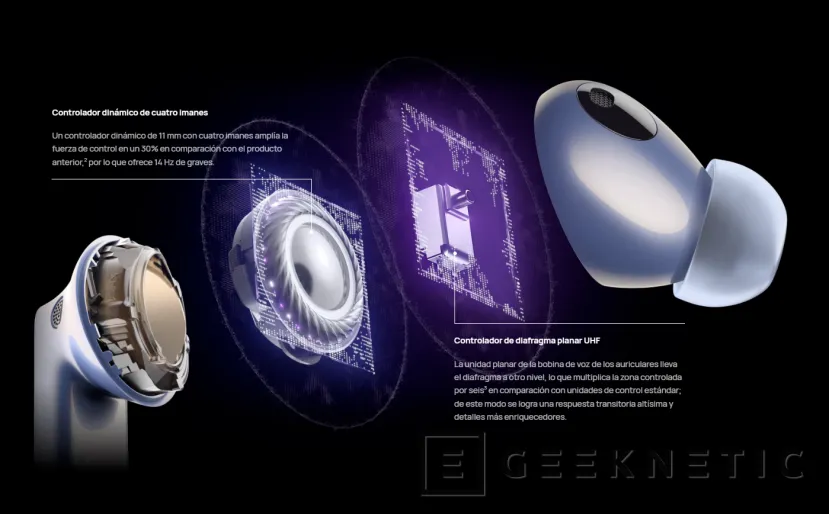 Controlador dinámico de cuatro imanes
Un controlador dinámico de 11 mm con cuatro imanes amplía la
fuerza de control en un 30% en comparación con el producto
anterior,² por lo que ofrece 14 Hz de graves.
Controlador de diafragma planar UHF
La unidad planar de la bobina de voz de los auriculares lleva
el diafragma a otro nivel, lo que multiplica la zona controlada
por seis³ en comparación con unidades de control estándar;
de este modo se logra una respuesta transitoria altísima y
detalles más enriquecedores.
E GEEKNETIC